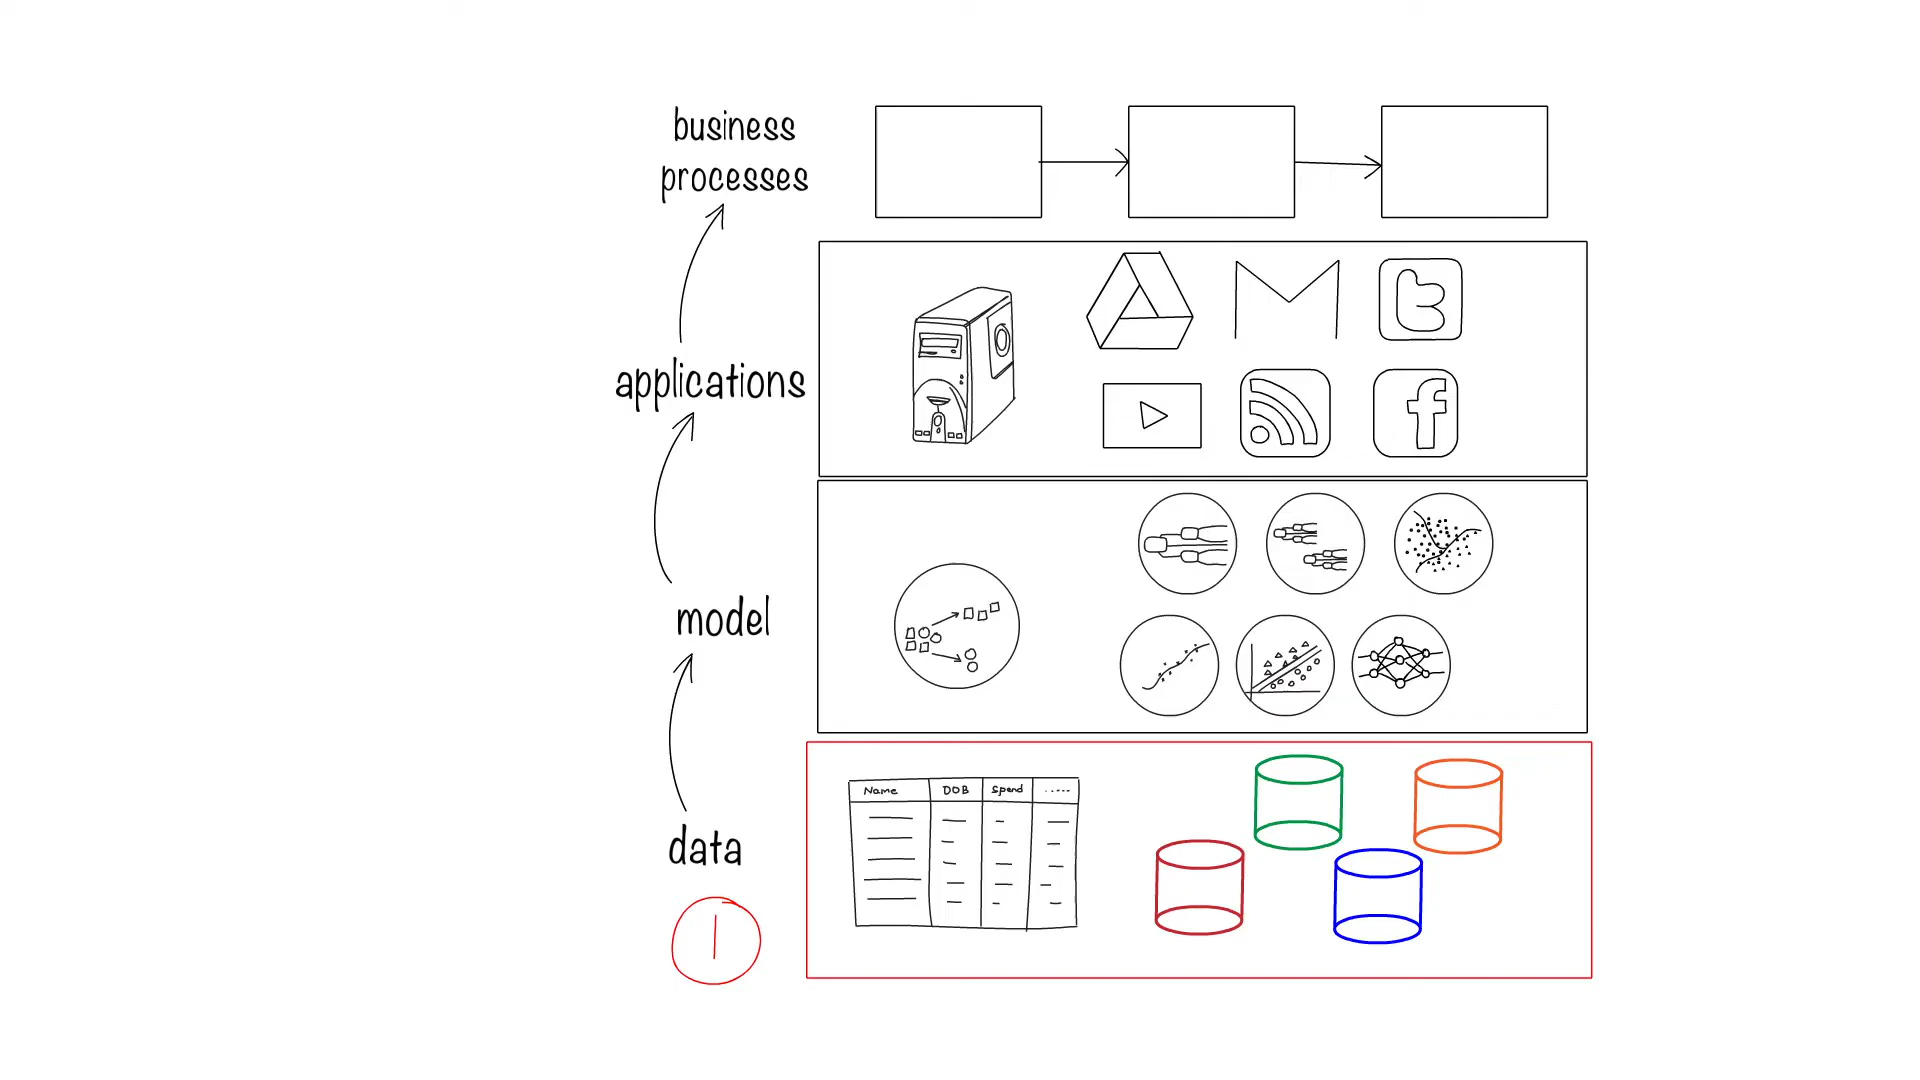 business
processes
applications
model
Name DOB Spend .....
data
1